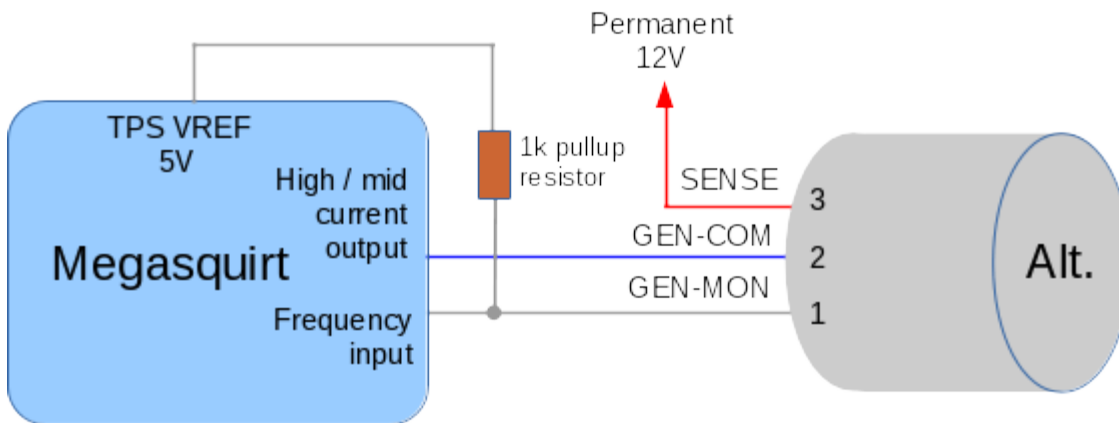 Permanent
12V
TPS VREF
5V
1k pullup
resistor
High / mid
current
output
SENSE
3
Megasquirt
GEN-COM
2
Alt.
GEN-MON
1
Frequency
input